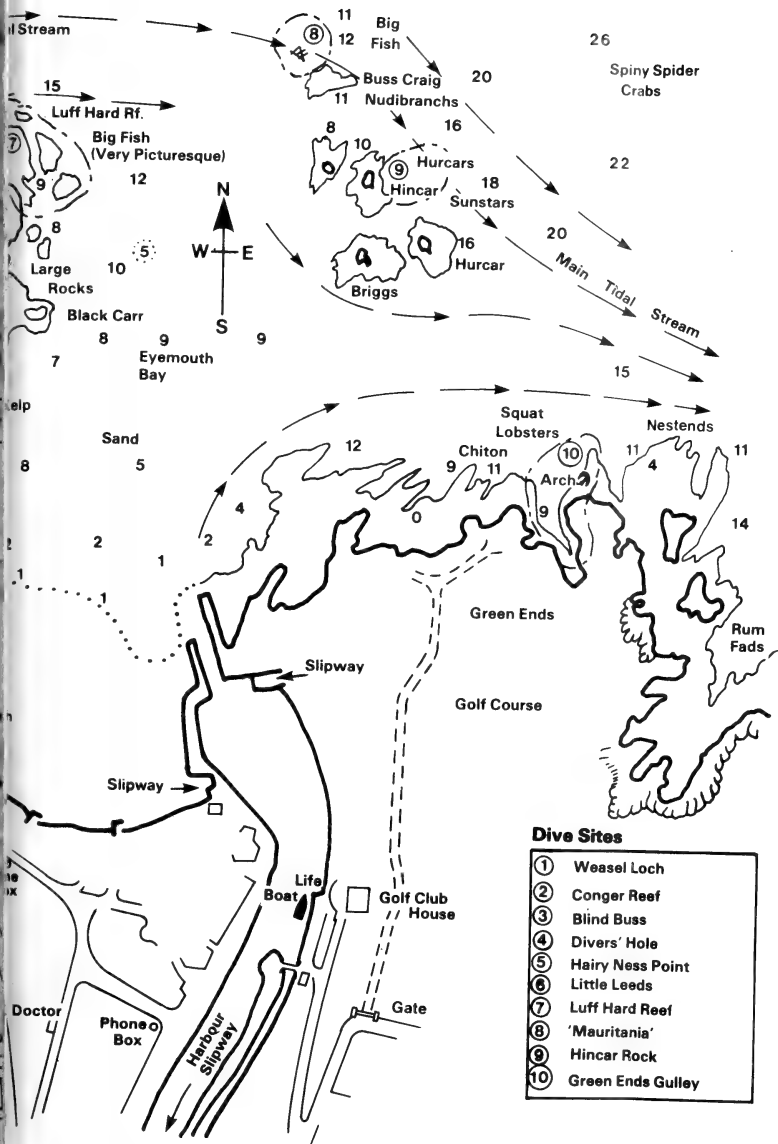 Stream
11
8
12
Big
Fish
26
Spiny Spider
Crabs
20
15
Buss Craig
Nudibranchs
11
Luff Hard Rf.
Big Fish
(Very Picturesque)
7
9
12
8
10
16
9
Hurcars
Hincar
22
18
Sunstars
N
W E
S
8
5
10
Large
Rocks
16
Hurcar
20
Briggs
Main Tidal Stream
Black Carr
8
9
9
7
Eyemouth
Bay
15
Sand
8
5
Squat
Lobsters
Nestends
12
Chiton
9
11
10
11
4
11
Arch
4
0
9
14
2
2
1
1
1
Green Ends
Rum
Fads
Slipway
Golf Course
Slipway
Life
Boat
Golf Club
House
Doctor
Phone
Box
Harbour
Slipway
Gate
Dive Sites
1 Weasel Loch
2 Conger Reef
3 Blind Buss
4 Divers' Hole
5 Hairy Ness Point
6 Little Leeds
7 Luff Hard Reef
8 'Mauritania'
9 Hincar Rock
10 Green Ends Gulley